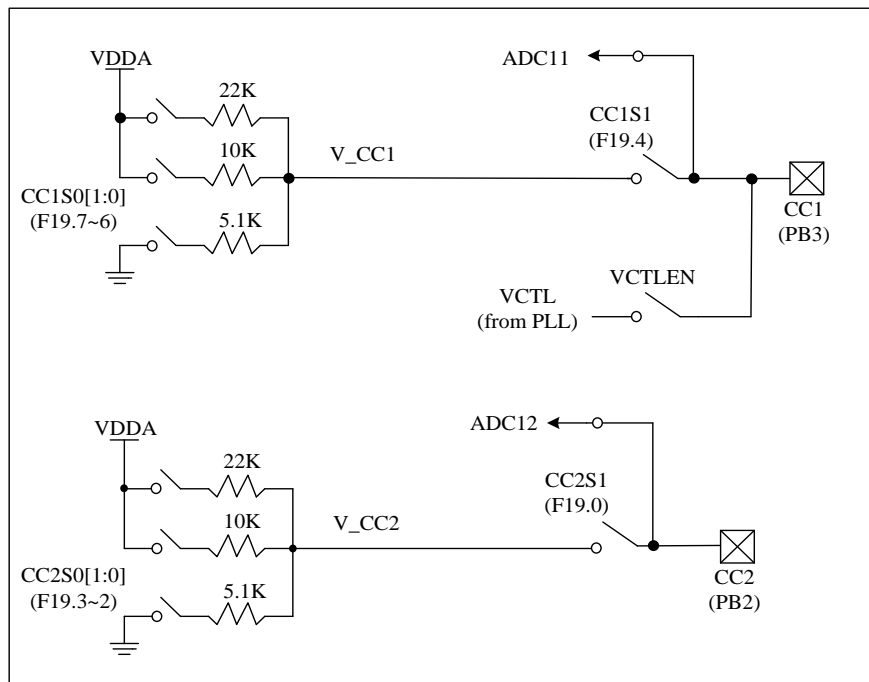 VDDA
22K
10K
5.1K
CC1S0[1:0]
(F19.7~6)
V_CC1
ADC11
CC1S1
(F19.4)
CC1
(PB3)
VCTL
(from PLL)
VCTLEN
VDDA
22K
10K
5.1K
CC2S0[1:0]
(F19.3~2)
V_CC2
ADC12
CC2S1
(F19.0)
CC2
(PB2)